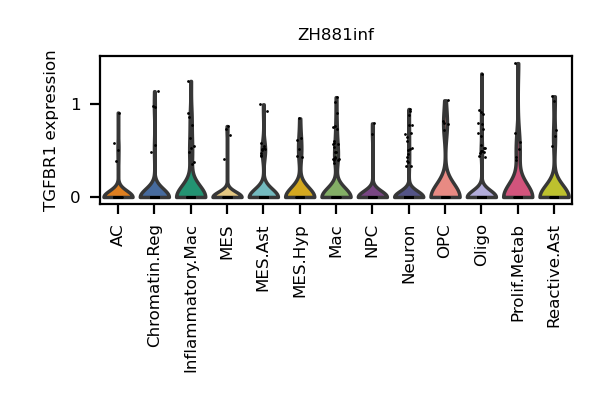 ZH881inf
TGFBR1 expression
1
0
AC
Chromatin.Reg
Inflammatory.Mac
MES
MES.Ast
MES.Hyp
Mac
NPC
Neuron
OPC
Oligo
Prolif.Metab
Reactive.Ast